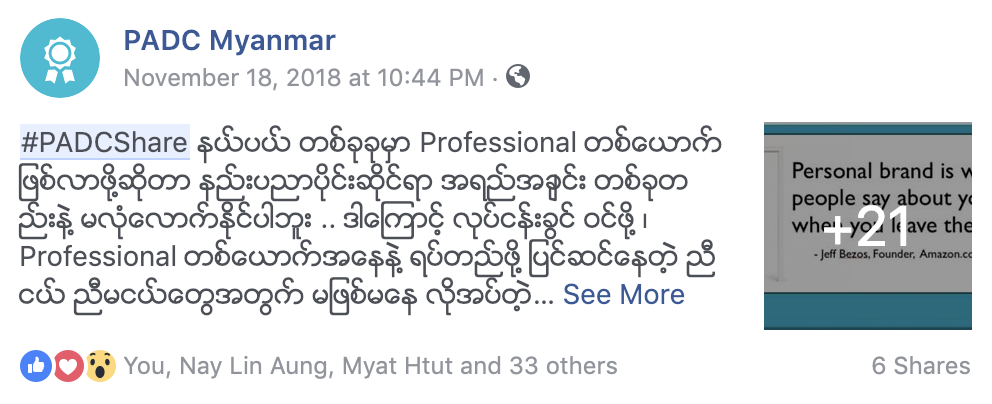 PADC Myanmar
November 18, 2018 at 10:44 PM ·
#PADCShare နယ်ပယ် တစ်ခုခုမှာ Professional တစ်ယောက်
ဖြစ်လာဖို့ဆိုတာ နည်းပညာပိုင်းဆိုင်ရာ အရည်အချင်း တစ်ခုတ
ည်းနဲ့ မလုံလောက်နိုင်ပါဘူး .. ဒါကြောင့် လုပ်ငန်းခွင် ဝင်ဖို့ ၊
Professional တစ်ယောက်အနေနဲ့ ရပ်တည်ဖို့ ပြင်ဆင်နေတဲ့ ညီ
ငယ် ညီမငယ်တွေအတွက် မဖြစ်မနေ လိုအပ်တဲ့... See More
Personal brand is w
people say about yo
when you leave the
- Jeff Bezos, Founder, Amazon.co
+21
You, Nay Lin Aung, Myat Htut and 33 others
6 Shares